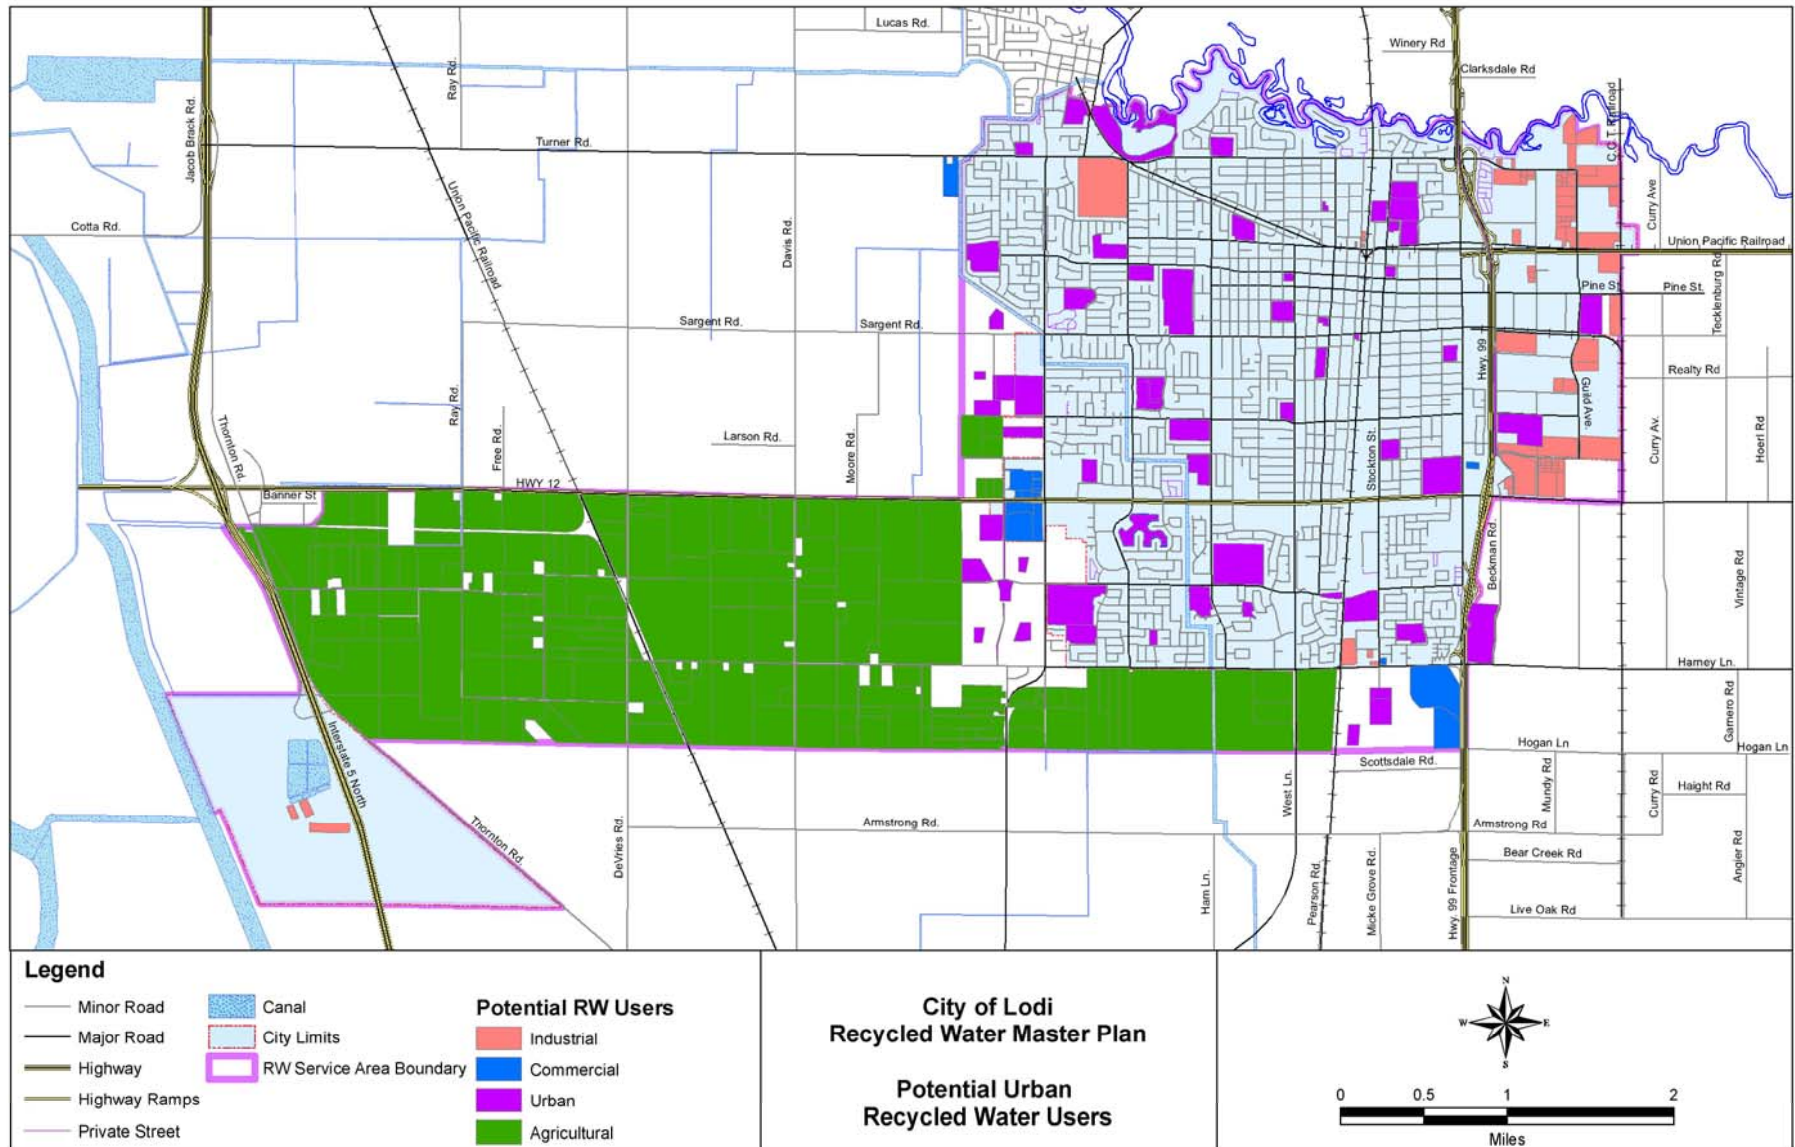 Lucas Rd.
Winery Rd
Clarksdale Rd
Ray Rd.
Jacob Brack Rd.
C.C.T. Railroad
Turner Rd.
Union Pacific Railroad
Curry Ave
Cotta Rd.
Davis Rd.
Union Pacific Railroad
Pine St
Pine St.
Tecklenburg Rd.
Sargent Rd.
Sargent Rd.
Hwy. 99
Realty Rd
Ray Rd.
Free Rd.
Thornton Rd.
Larson Rd.
Moore Rd.
Guild Ave.
Stockton St.
Curry Av.
Hoerl Rd
HWY 12
Banner St
Beckman Rd.
Vintage Rd
Harney Ln.
Interstate 5 North
Garnero Rd
Hogan Ln
Hogan Ln
Scottsdale Rd.
West Ln.
Mundy Rd
Curry Rd
Haight Rd
Thornton Rd.
DeVries Rd.
Armstrong Rd.
Armstrong Rd
Bear Creek Rd
Angier Rd
Ham Ln.
Pearson Rd.
Micke Grove Rd.
Hwy. 99 Frontage
Live Oak Rd
Legend
Minor Road
Major Road
Highway
Highway Ramps
Private Street
Canal
City Limits
RW Service Area Boundary
Potential RW Users
Industrial
Commercial
Urban
Agricultural
City of Lodi
Recycled Water Master Plan
Potential Urban
Recycled Water Users
N
W E
S
0 0.5 1 2
Miles